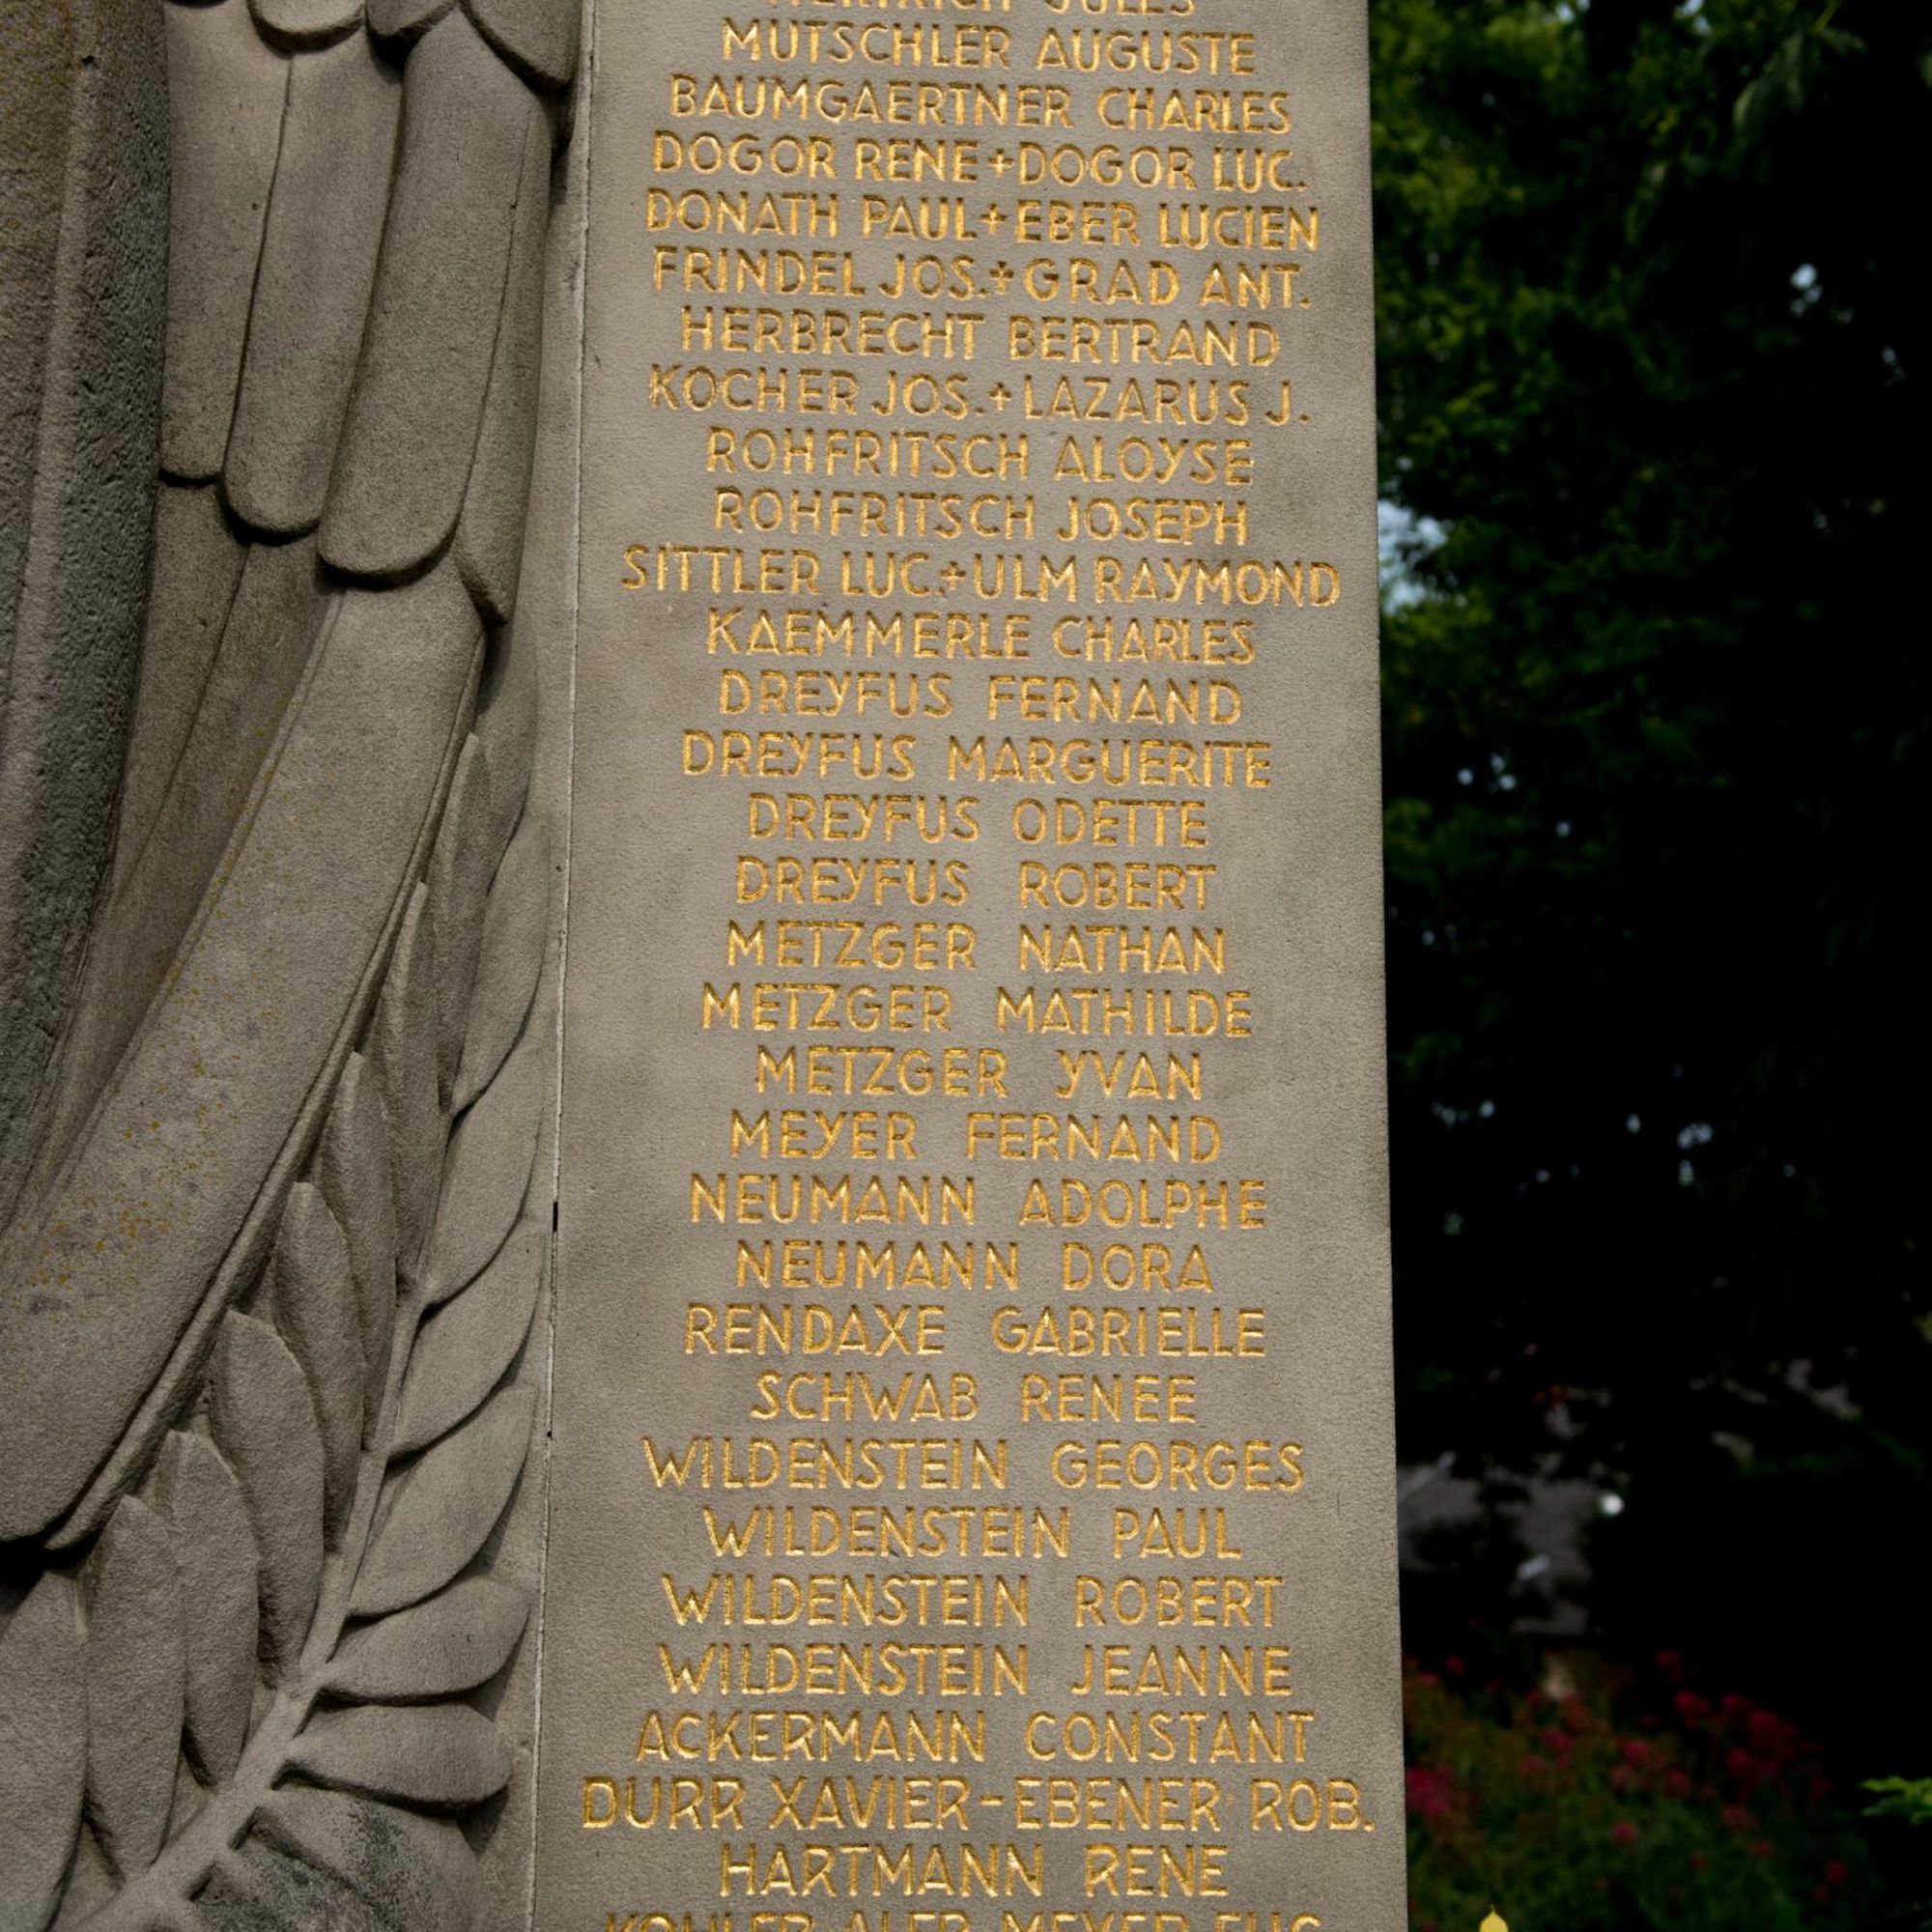 HERTRICH JULES
MUTSCHLER AUGUSTE
BAUMGAERTNER CHARLES
DOGOR RENE+DOGOR LUC.
DONATH PAUL+EBER LUCIEN
FRINDEL JOS.+GRAD ANT.
HERBRECHT BERTRAND
KOCHER JOS.+LAZARUS J.
ROHFRITSCH ALOYSE
ROHFRITSCH JOSEPH
SITTLER LUC.+ULM RAYMOND
KAEMMERLE CHARLES
DREYFUS FERNAND
DREYFUS MARGUERITE
DREYFUS ODETTE
DREYFUS ROBERT
METZGER NATHAN
METZGER MATHILDE
METZGER YVAN
MEYER FERNAND
NEUMANN ADOLPHE
NEUMANN DORA
RENDAXE GABRIELLE
SCHWAB RENEE
WILDENSTEIN GEORGES
WILDENSTEIN PAUL
WILDENSTEIN ROBERT
WILDENSTEIN JEANNE
ACKERMANN CONSTANT
DURR XAVIER-EBENER ROB.
HARTMANN RENE